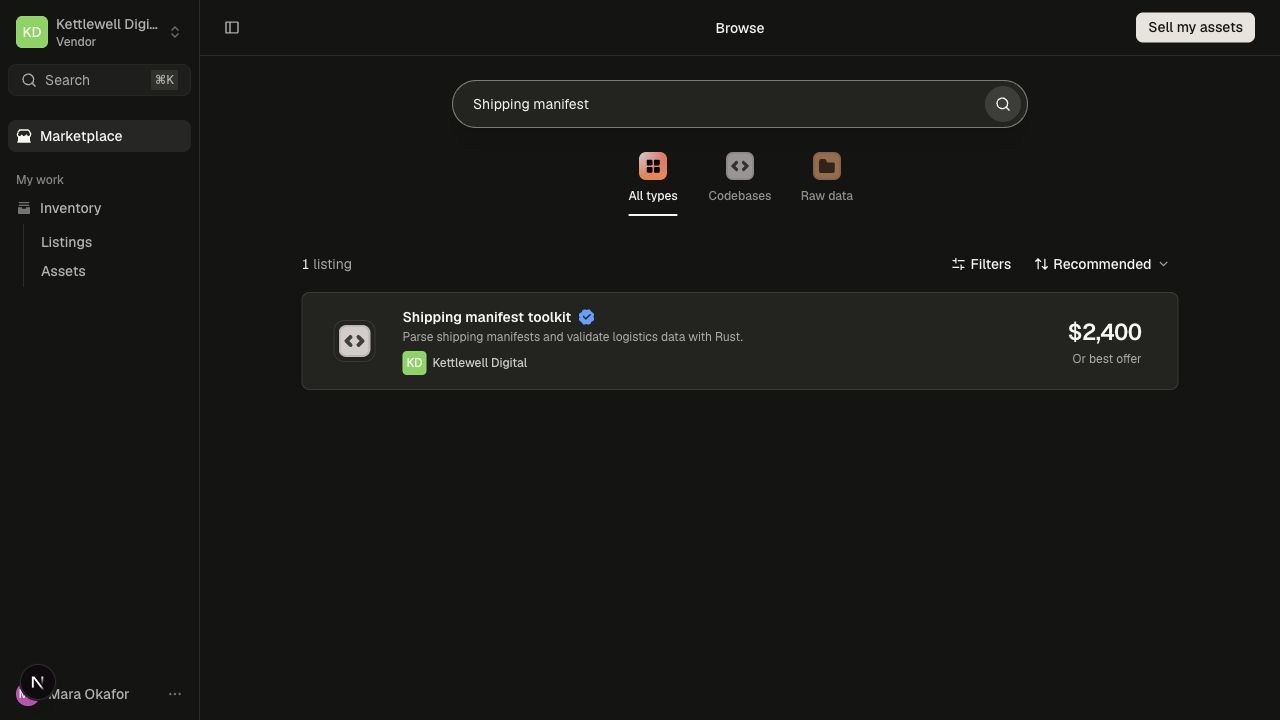 KD
Kettlewell Digi...
Vendor
Search
⌘K
Marketplace
My work
Inventory
Listings
Assets
N
Mara Okafor
Browse
Sell my assets
Shipping manifest
All types
Codebases
Raw data
1 listing
Filters
Recommended
Shipping manifest toolkit
Parse shipping manifests and validate logistics data with Rust.
KD
Kettlewell Digital
$2,400
Or best offer